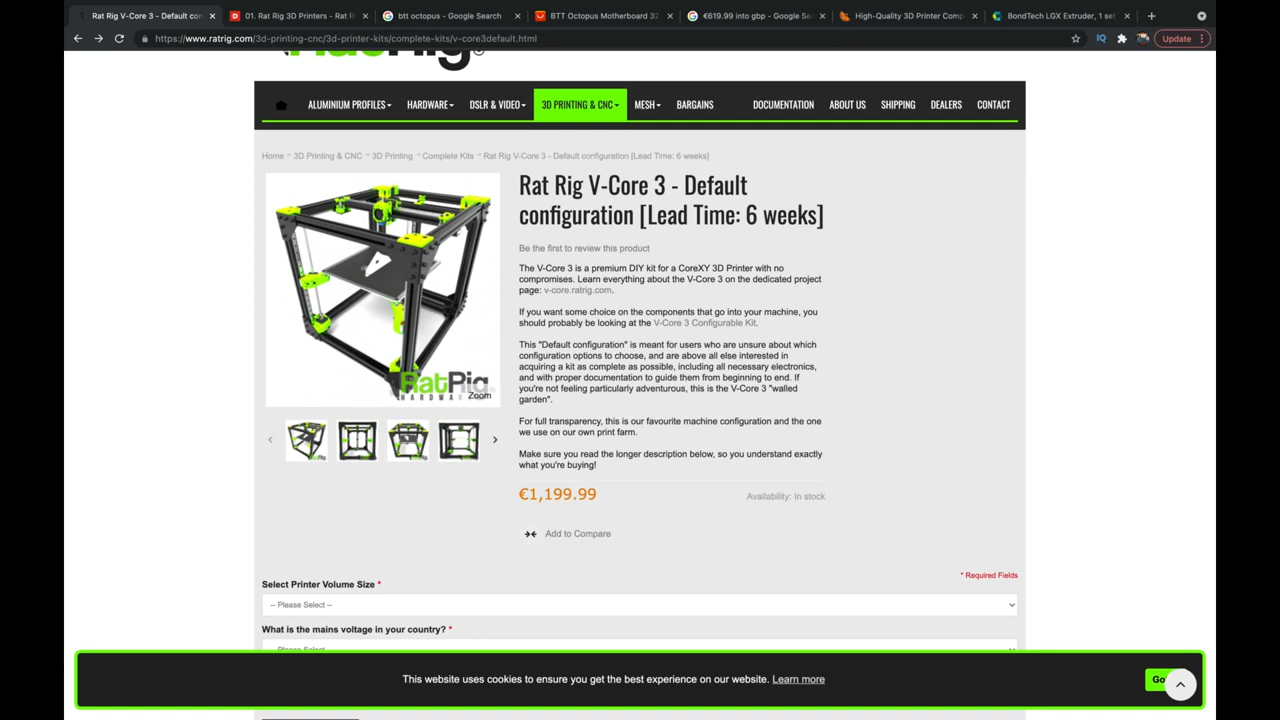 Rat Rig V-Core 3 - Default con
01. Rat Rig 3D Printers - Rat R
btt octopus - Google Search
BTT Octopus Motherboard 32
€619.99 into gbp - Google Se
High-Quality 3D Printer Comp
BondTech LGX Extruder, 1 se
https://www.ratrig.com/3d-printing-cnc/3d-printer-kits/complete-kits/v-core3default.html
Update
ALUMINIUM PROFILES HARDWARE DSLR & VIDEO 3D PRINTING & CNC MESH BARGAINS DOCUMENTATION ABOUT US SHIPPING DEALERS CONTACT
Home 3D Printing & CNC 3D Printing Complete Kits Rat Rig V-Core 3 - Default configuration [Lead Time: 6 weeks]
Rat Rig V-Core 3 - Default
configuration [Lead Time: 6 weeks]
Be the first to review this product
The V-Core 3 is a premium DIY kit for a CoreXY 3D Printer with no
compromises. Learn everything about the V-Core 3 on the dedicated project
page: v-core.ratrig.com.
If you want some choice on the components that go into your machine, you
should probably be looking at the V-Core 3 Configurable Kit.
This "Default configuration" is meant for users who are unsure about which
configuration options to choose, and are above all else interested in
acquiring a kit as complete as possible, including all necessary electronics,
and with proper documentation to guide them from beginning to end. If
you're not feeling particularly adventurous, this is the V-Core 3 "walled
garden".
For full transparency, this is our favourite machine configuration and the one
we use on our own print farm.
Make sure you read the longer description below, so you understand exactly
what you're buying!
RatRig
HARDWARE
Zoom
€1,199.99
Availability: In stock
Add to Compare
* Required Fields
Select Printer Volume Size *
-- Please Select --
What is the mains voltage in your country? *
-- Please Select --
This website uses cookies to ensure you get the best experience on our website. Learn more